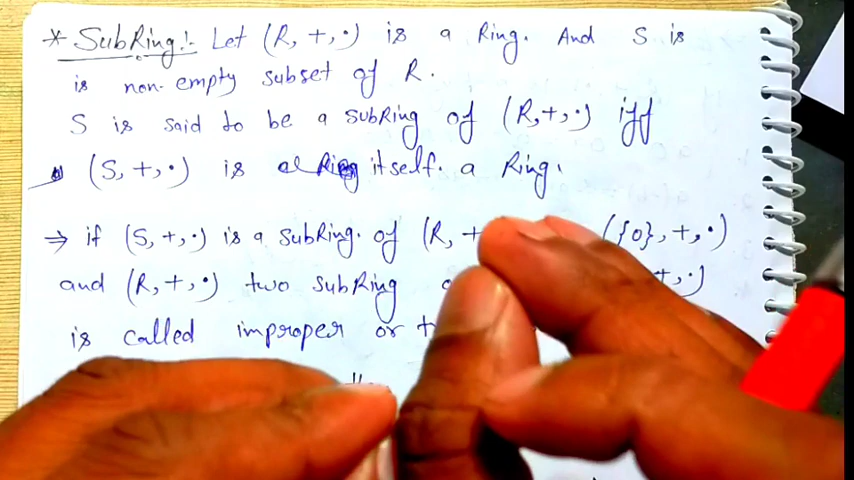 * SubRing:- Let (R, +, ·) is a Ring. And S is
is non-empty subset of R.
S is said to be a subRing of (R, +, ·) iff
(S, +, ·) is itself. a Ring.
⇒ if (S, +, ·) is a subRing. of (R, + ({0}, +, ·)
and (R, +, ·) two subRing +, ·)
is called improper or